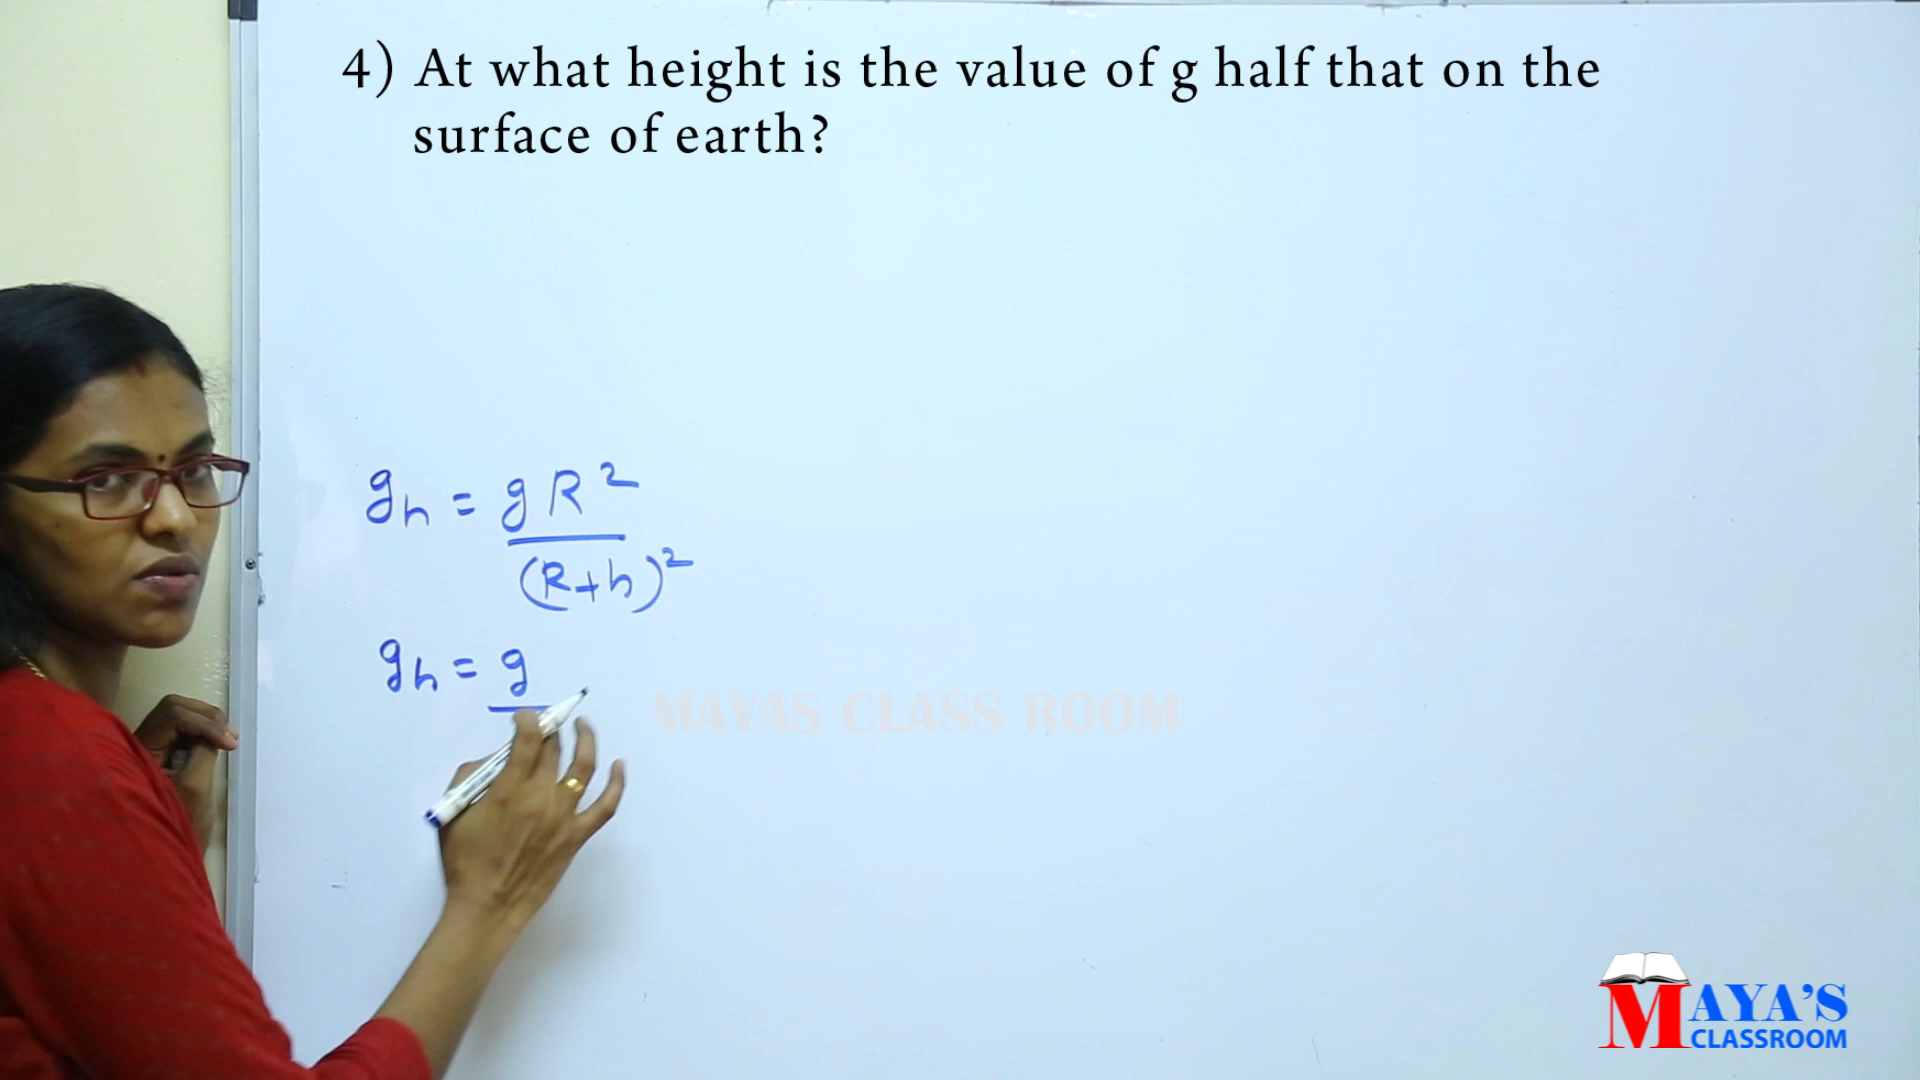 4) At what height is the value of g half that on the
surface of earth?
gh = gR²
(R+h)²
gh = g
MAYAS CLASS ROOM
MAYA'S
CLASSROOM